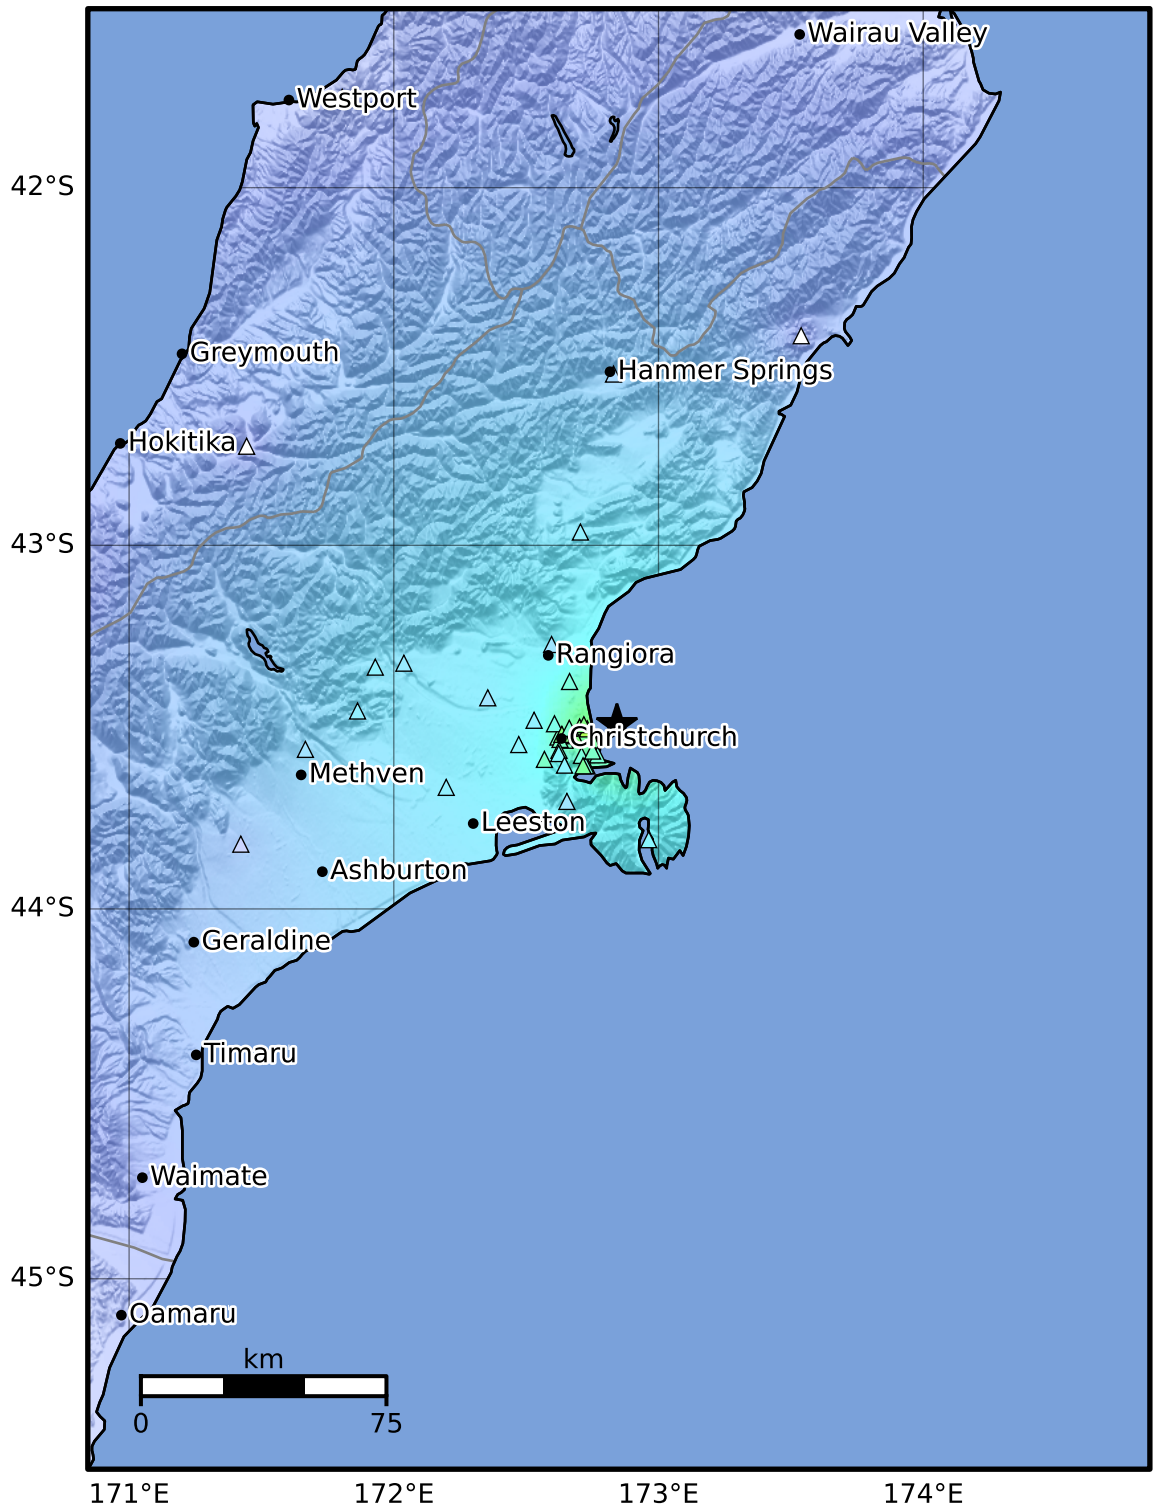 Wairau Valley
Westport
42°S
Greymouth
Hanmer Springs
Hokitika
43°S
Rangiora
Christchurch
Methven
Leeston
Ashburton
44°S
Geraldine
Timaru
Waimate
45°S
Oamaru
km
0 75
171°E 172°E 173°E 174°E